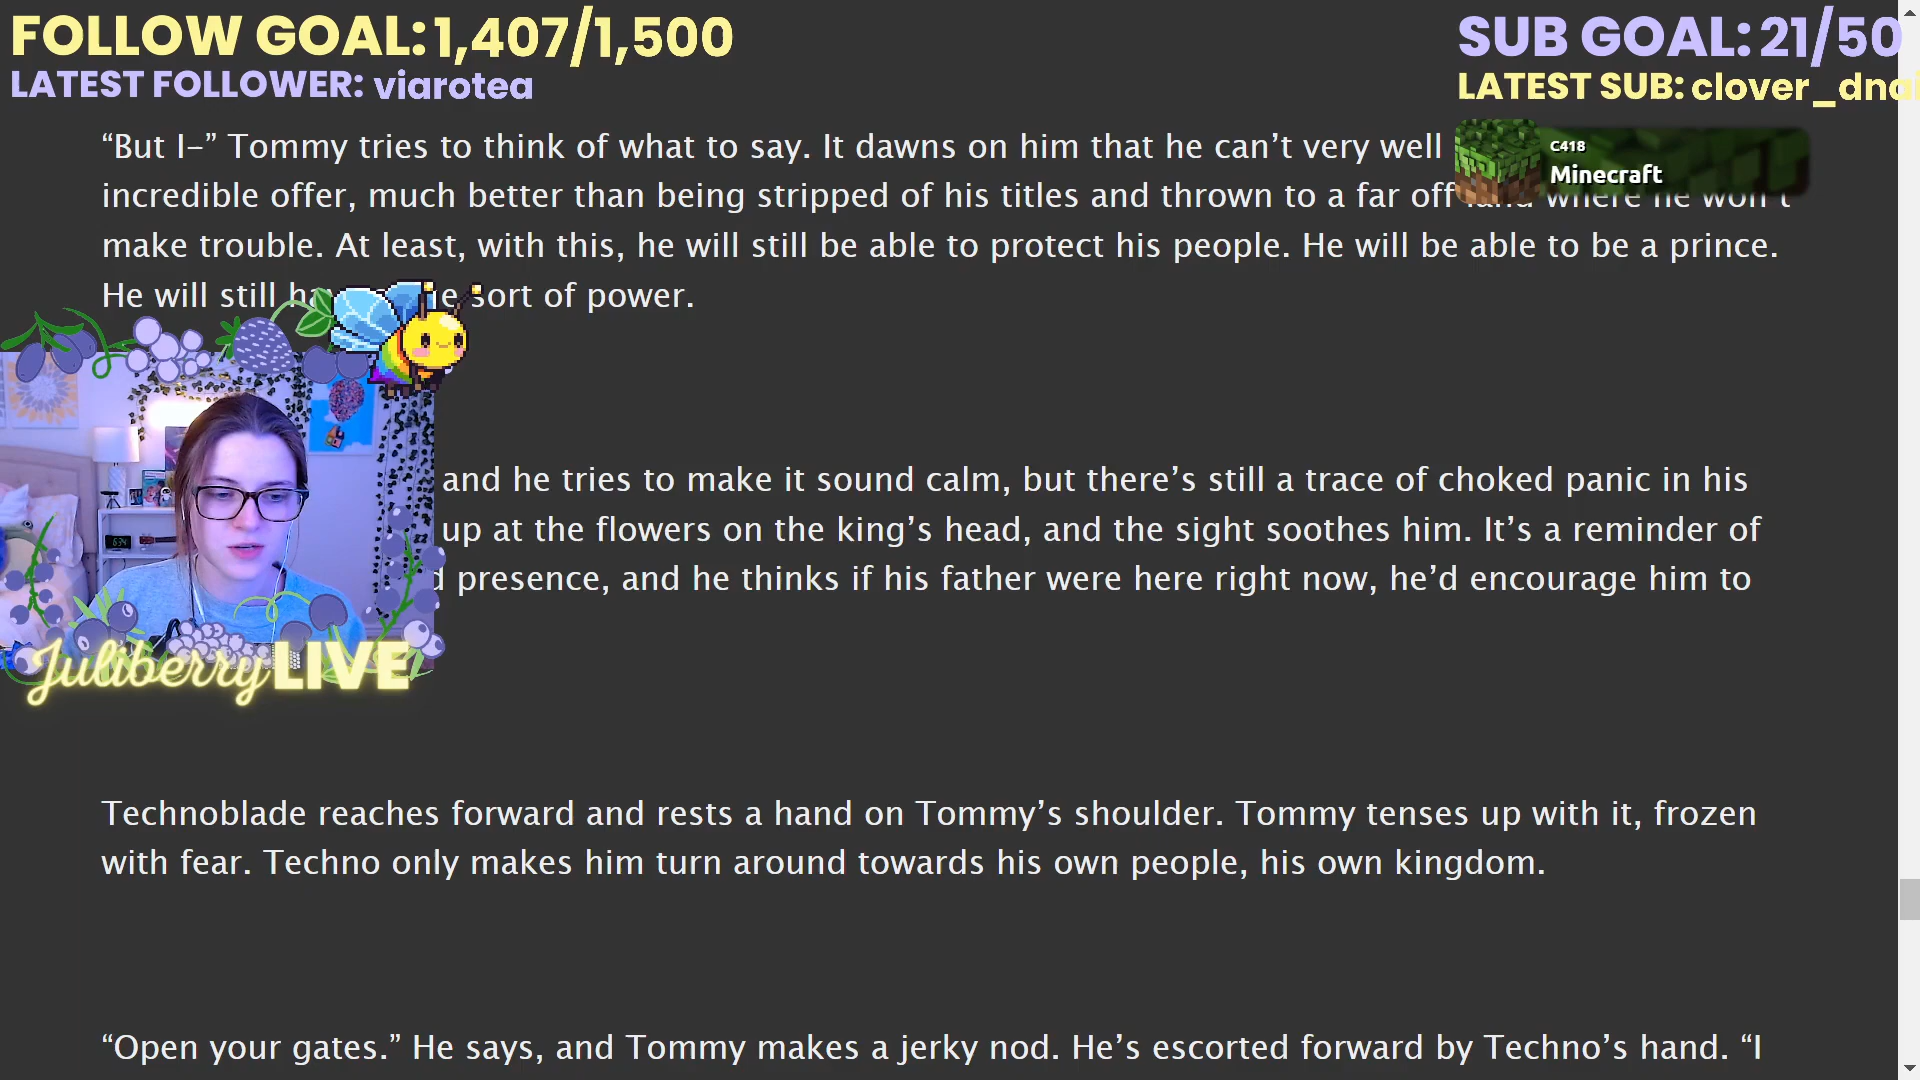 FOLLOW GOAL: 1,407/1,500
LATEST FOLLOWER: viarotea
SUB GOAL: 21/50
LATEST SUB: clover_dnai
C418
Minecraft
“But I–” Tommy tries to think of what to say. It dawns on him that he can’t very well
incredible offer, much better than being stripped of his titles and thrown to a far off land where he won’t
make trouble. At least, with this, he will still be able to protect his people. He will be able to be a prince.
He will still sort of power.
and he tries to make it sound calm, but there’s still a trace of choked panic in his
up at the flowers on the king’s head, and the sight soothes him. It’s a reminder of
presence, and he thinks if his father were here right now, he’d encourage him to
6:34
Juliberry LIVE
Technoblade reaches forward and rests a hand on Tommy’s shoulder. Tommy tenses up with it, frozen
with fear. Techno only makes him turn around towards his own people, his own kingdom.
“Open your gates.” He says, and Tommy makes a jerky nod. He’s escorted forward by Techno’s hand. “I